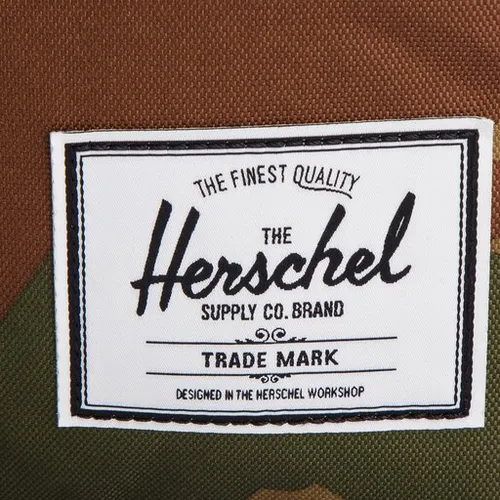 THE FINEST QUALITY
THE
Herschel
SUPPLY CO. BRAND
TRADE MARK
DESIGNED IN THE HERSCHEL WORKSHOP